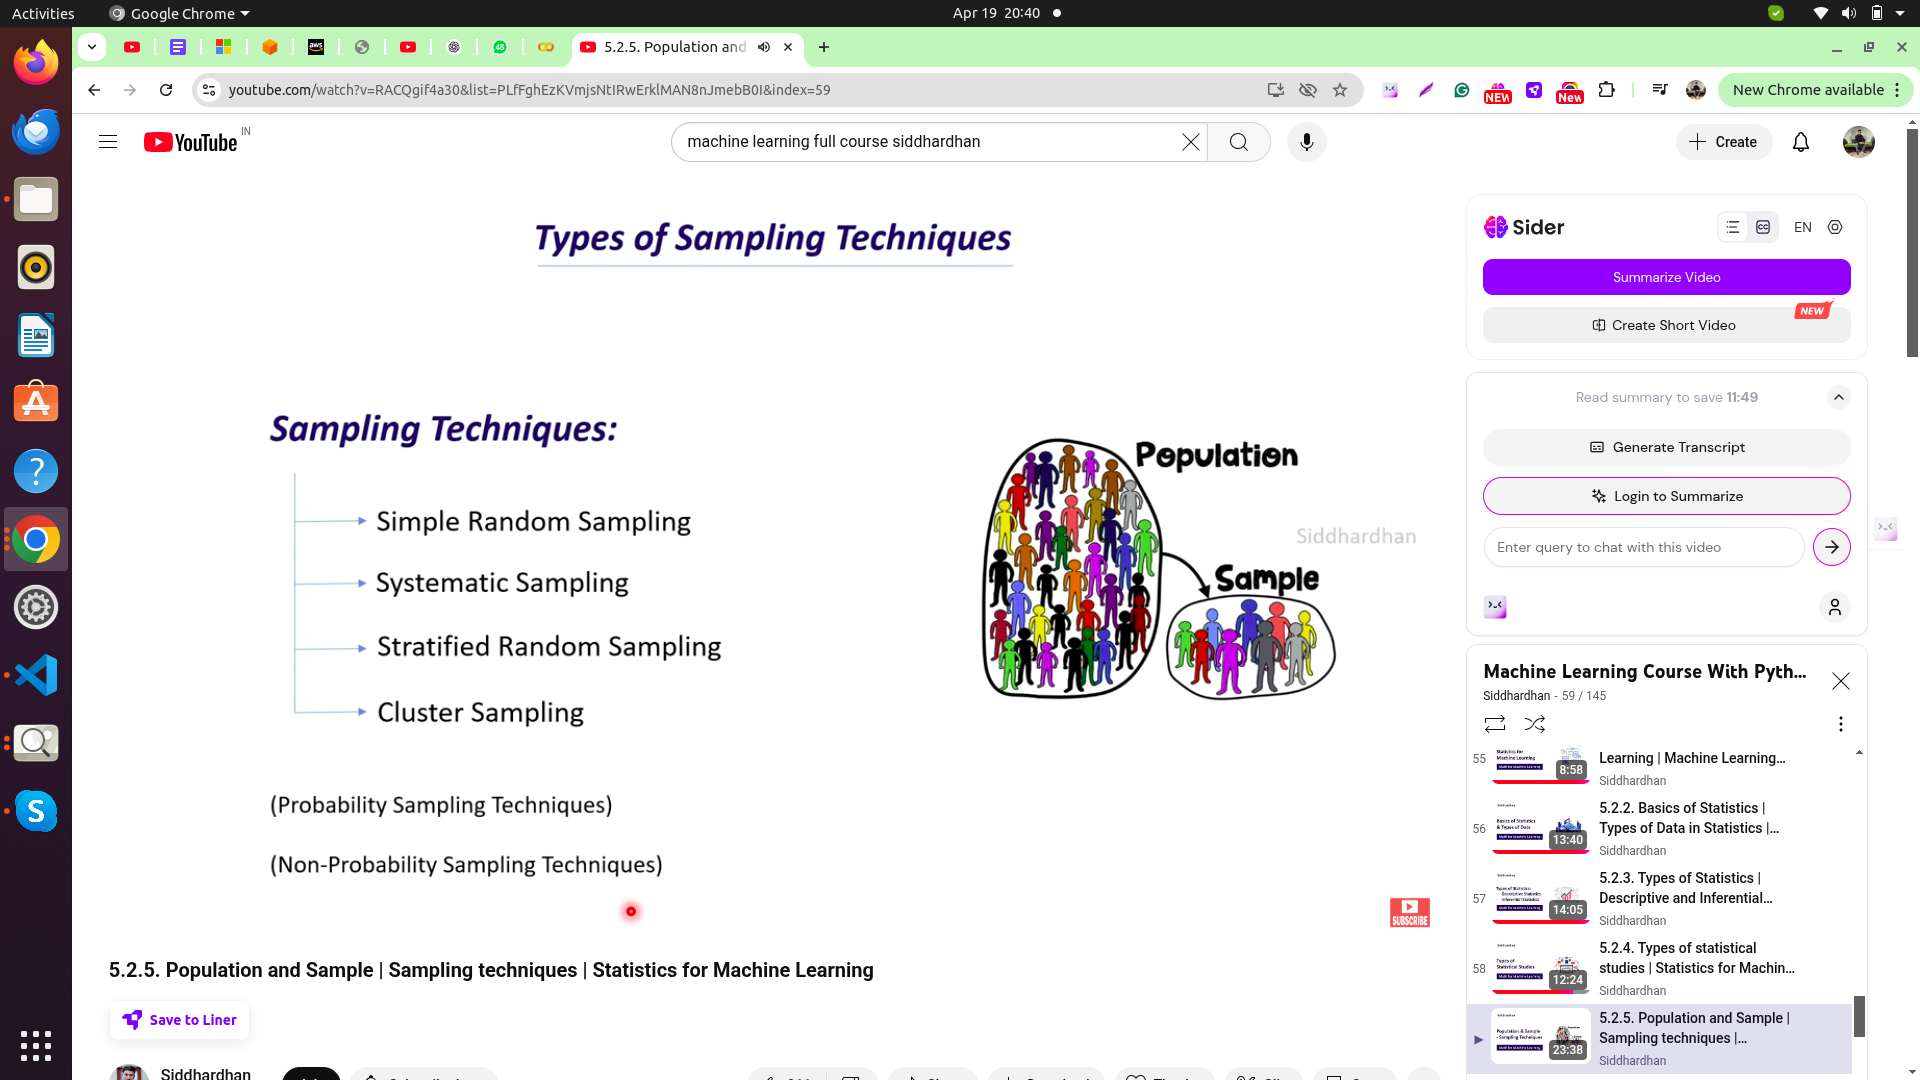 Activities
Google Chrome
Apr 19 20:40
48
5.2.5. Population and
youtube.com/watch?v=RACQgif4a30&list=PLfFghEzKVmjsNtIRwErklMAN8nJmebB0I&index=59
NEW
New
New Chrome available
YouTube
IN
machine learning full course siddhardhan
Create
Types of Sampling Techniques
Sampling Techniques:
Simple Random Sampling
Systematic Sampling
Stratified Random Sampling
Cluster Sampling
(Probability Sampling Techniques)
(Non-Probability Sampling Techniques)
Population
Siddhardhan
Sample
SUBSCRIBE
5.2.5. Population and Sample | Sampling techniques | Statistics for Machine Learning
Save to Liner
Siddhardhan
Sider
EN
Summarize Video
NEW
Create Short Video
Read summary to save 11:49
Generate Transcript
Login to Summarize
Enter query to chat with this video
Machine Learning Course With Pyth...
Siddhardhan - 59 / 145
55
8:58
Learning | Machine Learning...
Siddhardhan
56
13:40
5.2.2. Basics of Statistics |
Types of Data in Statistics |...
Siddhardhan
57
14:05
5.2.3. Types of Statistics |
Descriptive and Inferential...
Siddhardhan
58
12:24
5.2.4. Types of statistical
studies | Statistics for Machin...
Siddhardhan
23:38
5.2.5. Population and Sample |
Sampling techniques |...
Siddhardhan